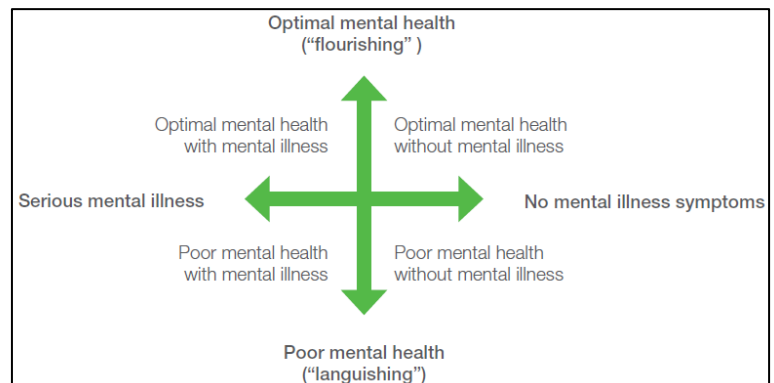 Optimal mental health
(“flourishing” )
Optimal mental health
with mental illness
Optimal mental health
without mental illness
Serious mental illness
No mental illness symptoms
Poor mental health
with mental illness
Poor mental health
without mental illness
Poor mental health
(“languishing”)